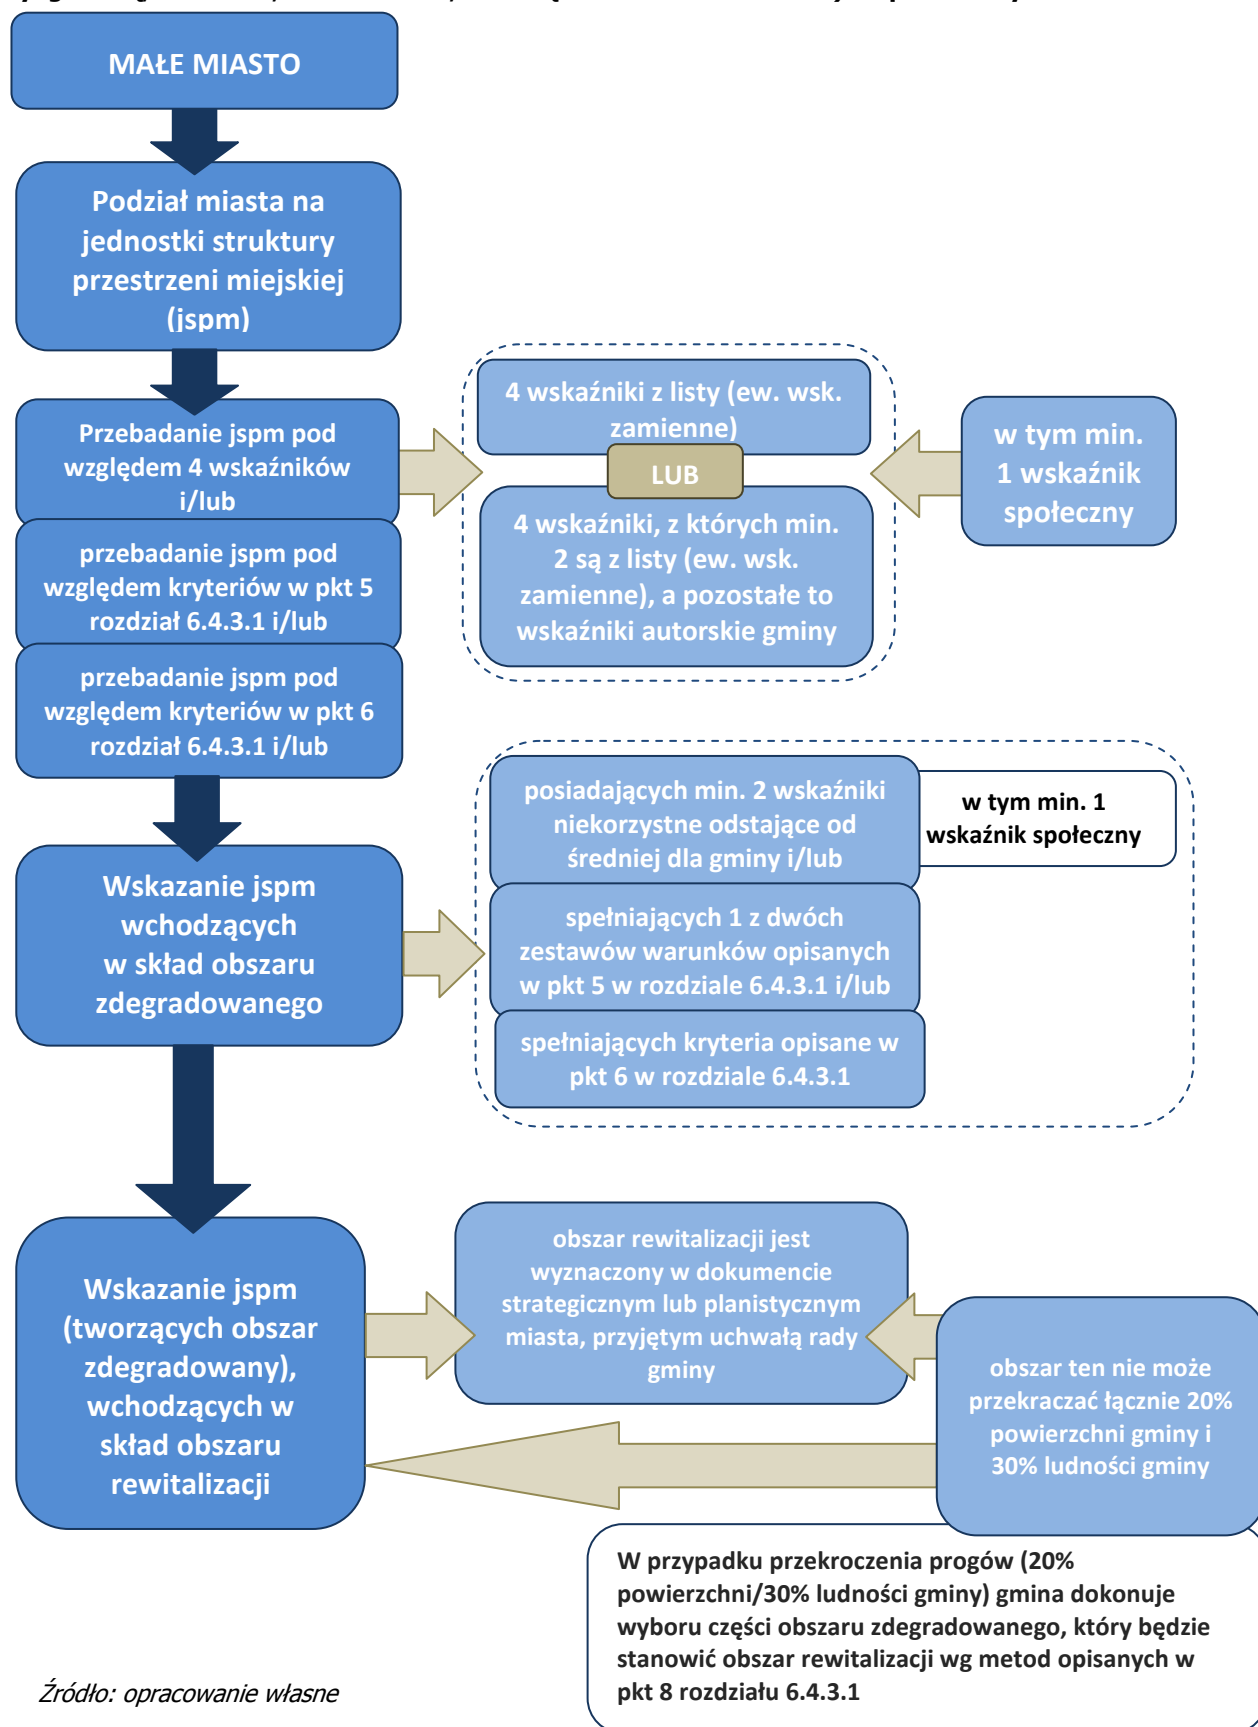 MAŁE MIASTO
Podział miasta na
jednostki struktury
przestrzeni miejskiej
(jspm)
Przebadanie jspm pod
względem 4 wskaźników
i/lub
przebadanie jspm pod
względem kryteriów w pkt 5
rozdział 6.4.3.1 i/lub
przebadanie jspm pod
względem kryteriów w pkt 6
rozdział 6.4.3.1 i/lub
4 wskaźniki z listy (ew. wsk.
zamienne)
LUB
4 wskaźniki, z których min.
2 są z listy (ew. wsk.
zamienne), a pozostałe to
wskaźniki autorskie gminy
w tym min.
1 wskaźnik
społeczny
Wskazanie jspm
wchodzących
w skład obszaru
zdegradowanego
posiadających min. 2 wskaźniki
niekorzystne odstające od
średniej dla gminy i/lub
w tym min. 1
wskaźnik społeczny
spełniających 1 z dwóch
zestawów warunków opisanych
w pkt 5 w rozdziale 6.4.3.1 i/lub
spełniających kryteria opisane w
pkt 6 w rozdziale 6.4.3.1
Wskazanie jspm
(tworzących obszar
zdegradowany),
wchodzących w
skład obszaru
rewitalizacji
obszar rewitalizacji jest
wyznaczony w dokumencie
strategicznym lub planistycznym
miasta, przyjętym uchwałą rady
gminy
obszar ten nie może
przekraczać łącznie 20%
powierzchni gminy i
30% ludności gminy
W przypadku przekroczenia progów (20%
powierzchni/30% ludności gminy) gmina dokonuje
wyboru części obszaru zdegradowanego, który będzie
stanowić obszar rewitalizacji wg metod opisanych w
pkt 8 rozdziału 6.4.3.1
Źródło: opracowanie własne